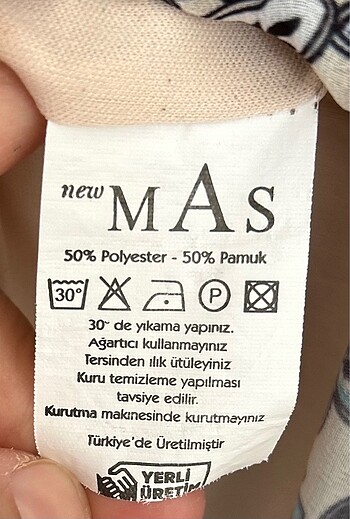 new MAS
50% Polyester - 50% Pamuk
30° P
30° de yıkama yapınız.
Ağartıcı kullanmayınız
Tersinden ılık ütüleyiniz
Kuru temizleme yapılması
tavsiye edilir.
Kurutma makinesinde kurutmayınız
Türkiye'de Üretilmiştir
YERLİ
ÜRETİM